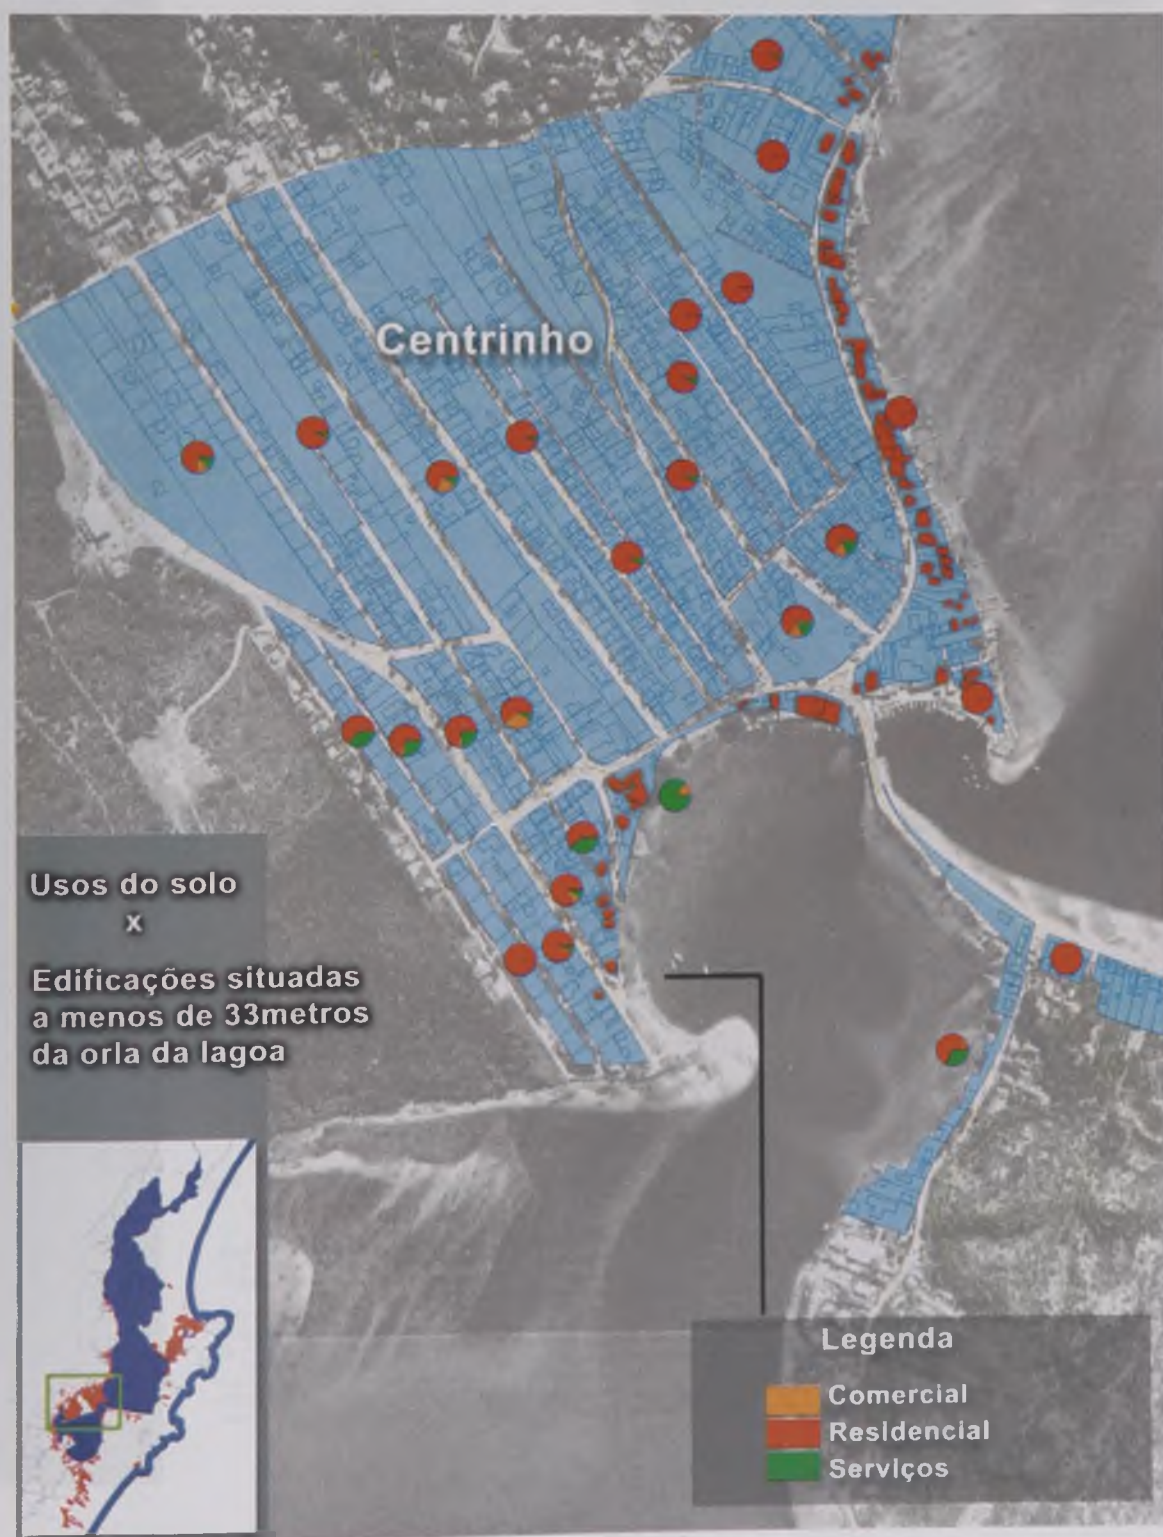 Centrinho
Usos do solo
x
Edificações situadas
a menos de 33metros
da orla da lagoa
Legenda
Comercial
Residencial
Serviços